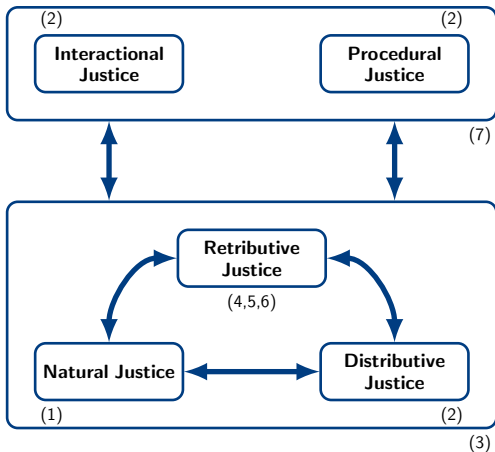 (2) (2)
Interactional Procedural
Justice Justice
(7)
Retributive
Justice
(4,5,6)
Natural Justice
Distributive
Justice
(1) (2)
(3)